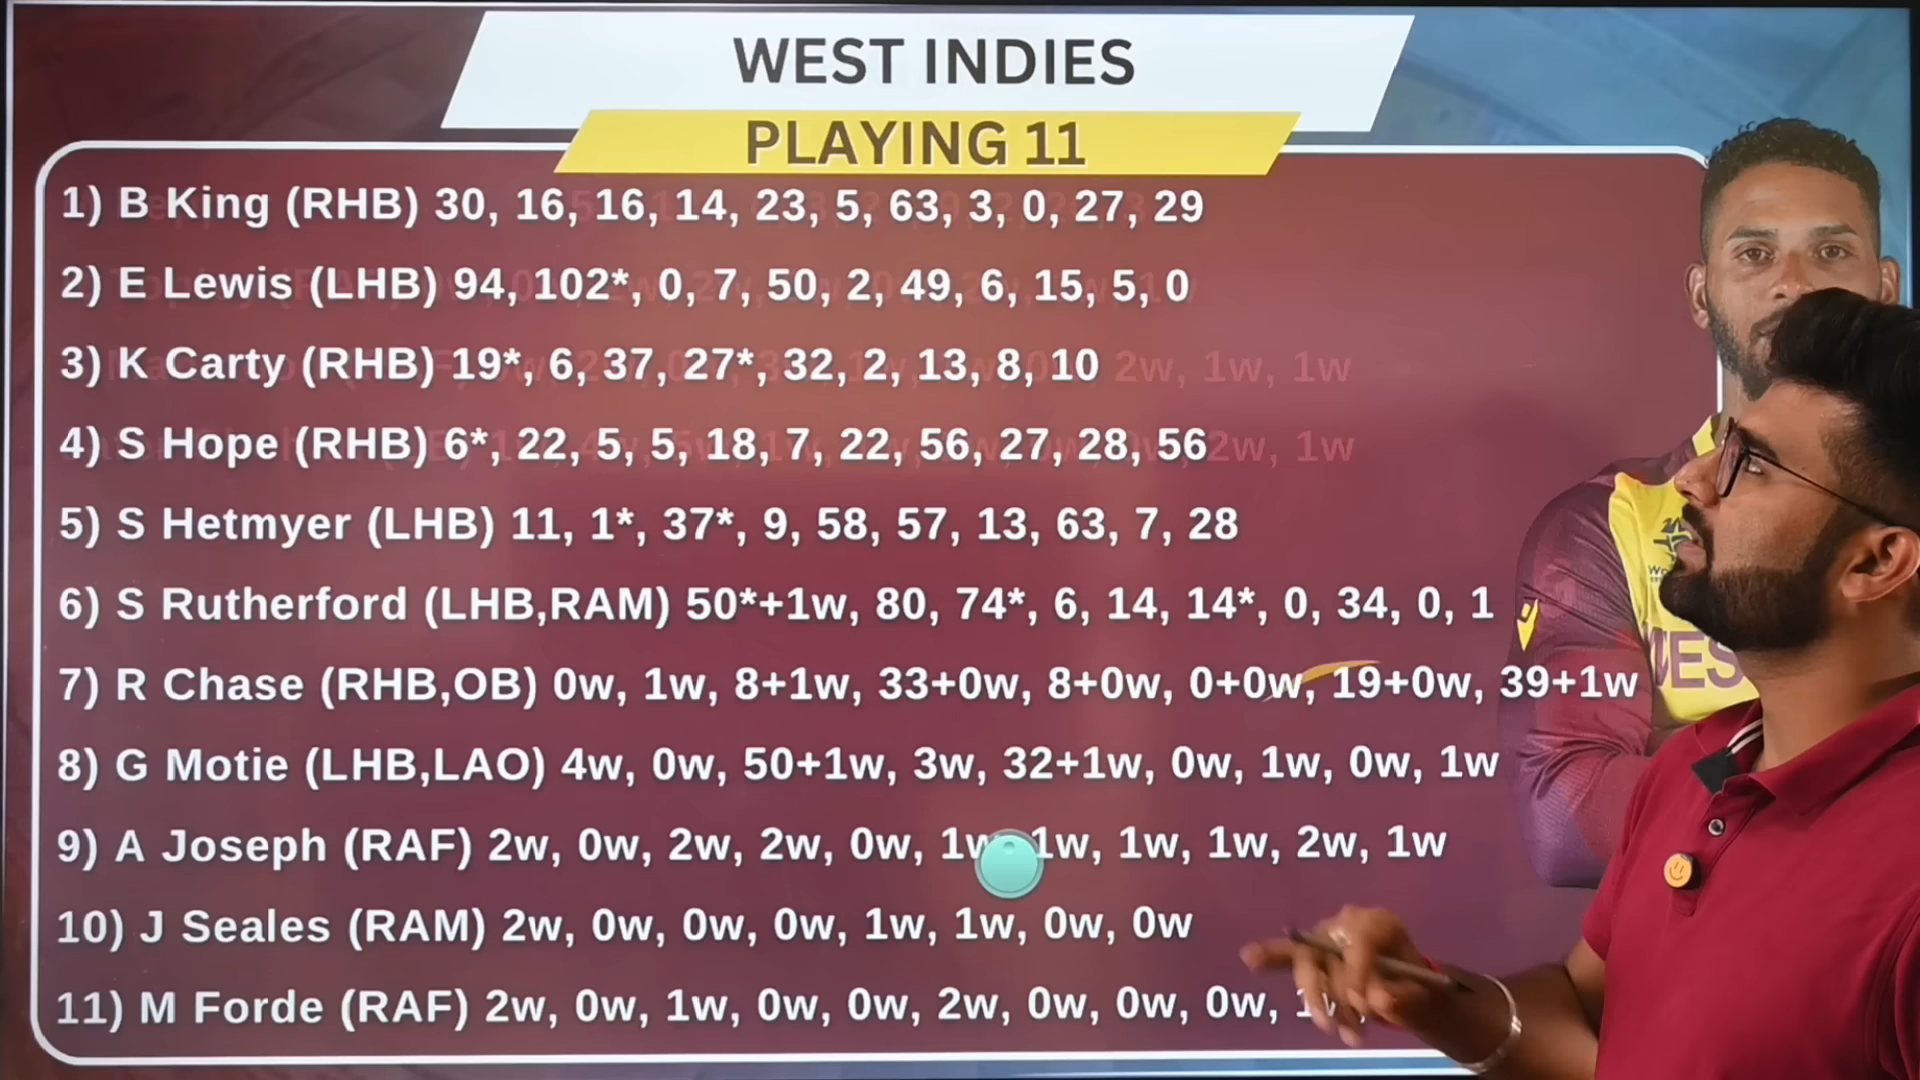 WEST INDIES
PLAYING 11
1) B King (RHB) 30, 16, 16, 14, 23, 5, 63, 3, 0, 27, 29
2) E Lewis (LHB) 94, 102*, 0, 7, 50, 2, 49, 6, 15, 5, 0
3) K Carty (RHB) 19*, 6, 37, 27*, 32, 2, 13, 8, 10
4) S Hope (RHB) 6*, 22, 5, 5, 18, 7, 22, 56, 27, 28, 56
5) S Hetmyer (LHB) 11, 1*, 37*, 9, 58, 57, 13, 63, 7, 28
6) S Rutherford (LHB,RAM) 50*+1w, 80, 74*, 6, 14, 14*, 0, 34, 0, 1
7) R Chase (RHB,OB) 0w, 1w, 8+1w, 33+0w, 8+0w, 0+0w, 19+0w, 39+1w
8) G Motie (LHB,LAO) 4w, 0w, 50+1w, 3w, 32+1w, 0w, 1w, 0w, 1w
9) A Joseph (RAF) 2w, 0w, 2w, 2w, 0w, 1w, 1w, 1w, 1w, 2w, 1w
10) J Seales (RAM) 2w, 0w, 0w, 0w, 1w, 1w, 0w, 0w
11) M Forde (RAF) 2w, 0w, 1w, 0w, 0w, 2w, 0w, 0w, 0w,